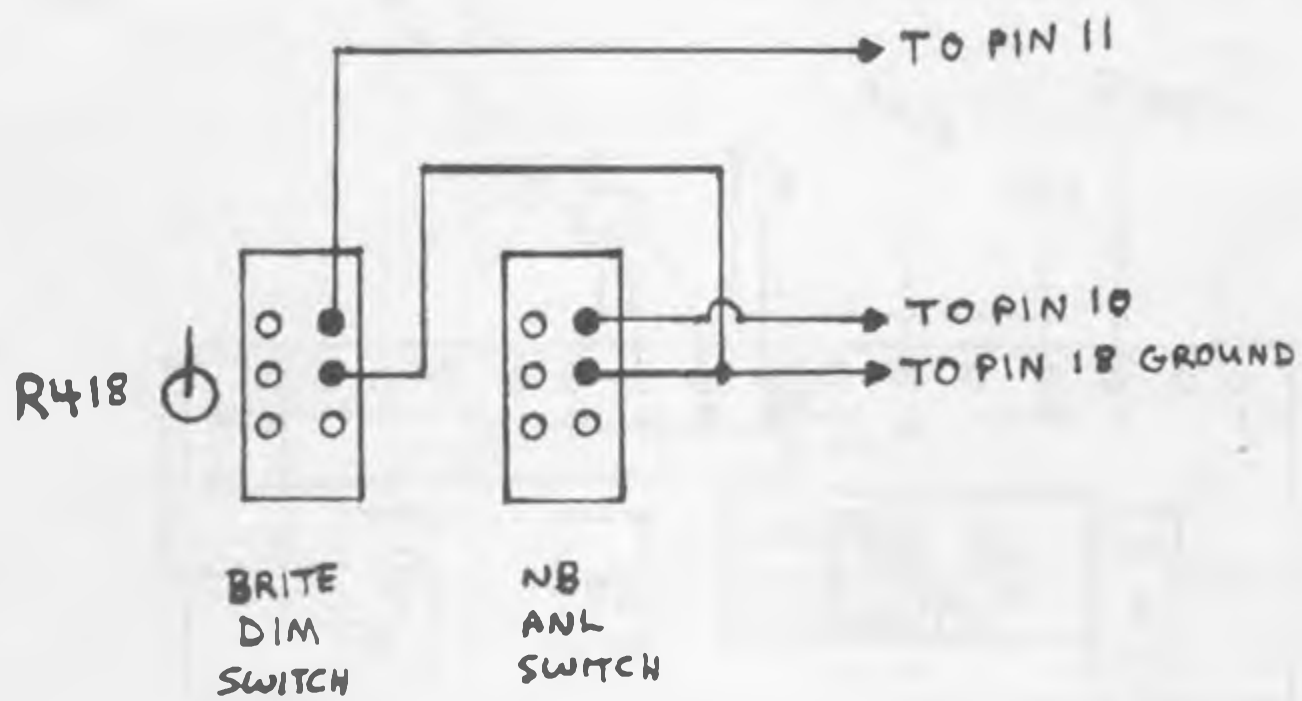 TO PIN 11
TO PIN 10
TO PIN 18 GROUND
R418
BRITE
DIM
SWITCH
NB
ANL
SWITCH